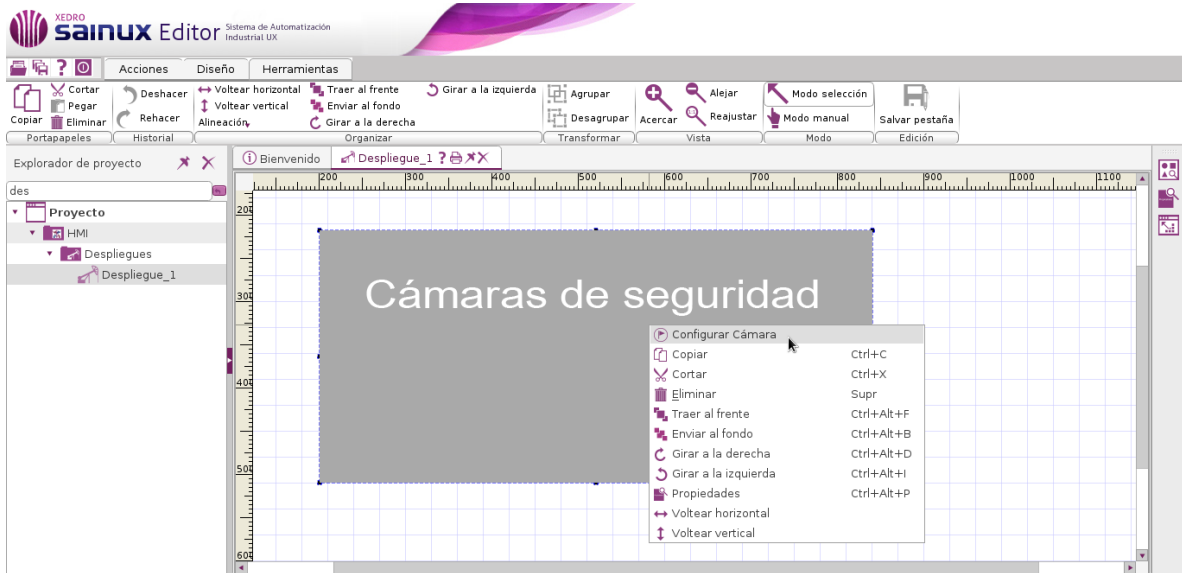 XEDRO
sainux Editor Sistema de Automatización
Industrial UX
Acciones Diseño Herramientas
Cortar Deshacer Voltear horizontal Traer al frente Girar a la izquierda Agrupar Alejar Modo selección
Pegar Voltear vertical Enviar al fondo
Copiar Eliminar Rehacer Alineación Girar a la derecha Desagrupar Acercar Reajustar Modo manual Salvar pestaña
Portapapeles Historial Organizar Transformar Vista Modo Edición
Explorador de proyecto
Bienvenido Despliegue_1
des
200 300 400 500 600 700 800 900 1000 1100
Proyecto
HMI
Despliegues
Despliegue_1
200
300
400
500
600
Cámaras de seguridad
Configurar Cámara
Copiar Ctrl+C
Cortar Ctrl+X
Eliminar Supr
Traer al frente Ctrl+Alt+F
Enviar al fondo Ctrl+Alt+B
Girar a la derecha Ctrl+Alt+D
Girar a la izquierda Ctrl+Alt+I
Propiedades Ctrl+Alt+P
Voltear horizontal
Voltear vertical